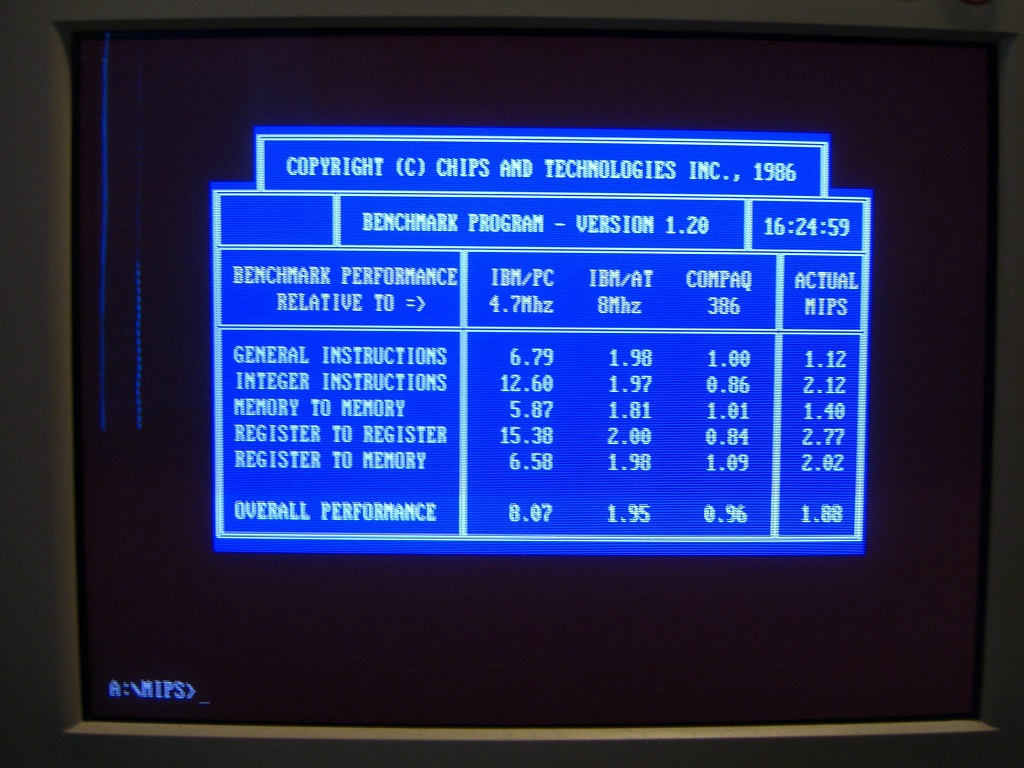 COPYRIGHT (C) CHIPS AND TECHNOLOGIES INC., 1986
BENCHMARK PROGRAM - VERSION 1.20 16:24:59
BENCHMARK PERFORMANCE IBM/PC IBM/AT COMPAQ ACTUAL
RELATIVE TO => 4.7Mhz 8Mhz 386 MIPS
GENERAL INSTRUCTIONS 6.79 1.98 1.00 1.12
INTEGER INSTRUCTIONS 12.60 1.97 0.86 2.12
MEMORY TO MEMORY 5.87 1.81 1.01 1.40
REGISTER TO REGISTER 15.38 2.00 0.84 2.77
REGISTER TO MEMORY 6.58 1.98 1.09 2.02
OVERALL PERFORMANCE 8.07 1.95 0.96 1.88
A:\MIPS>_